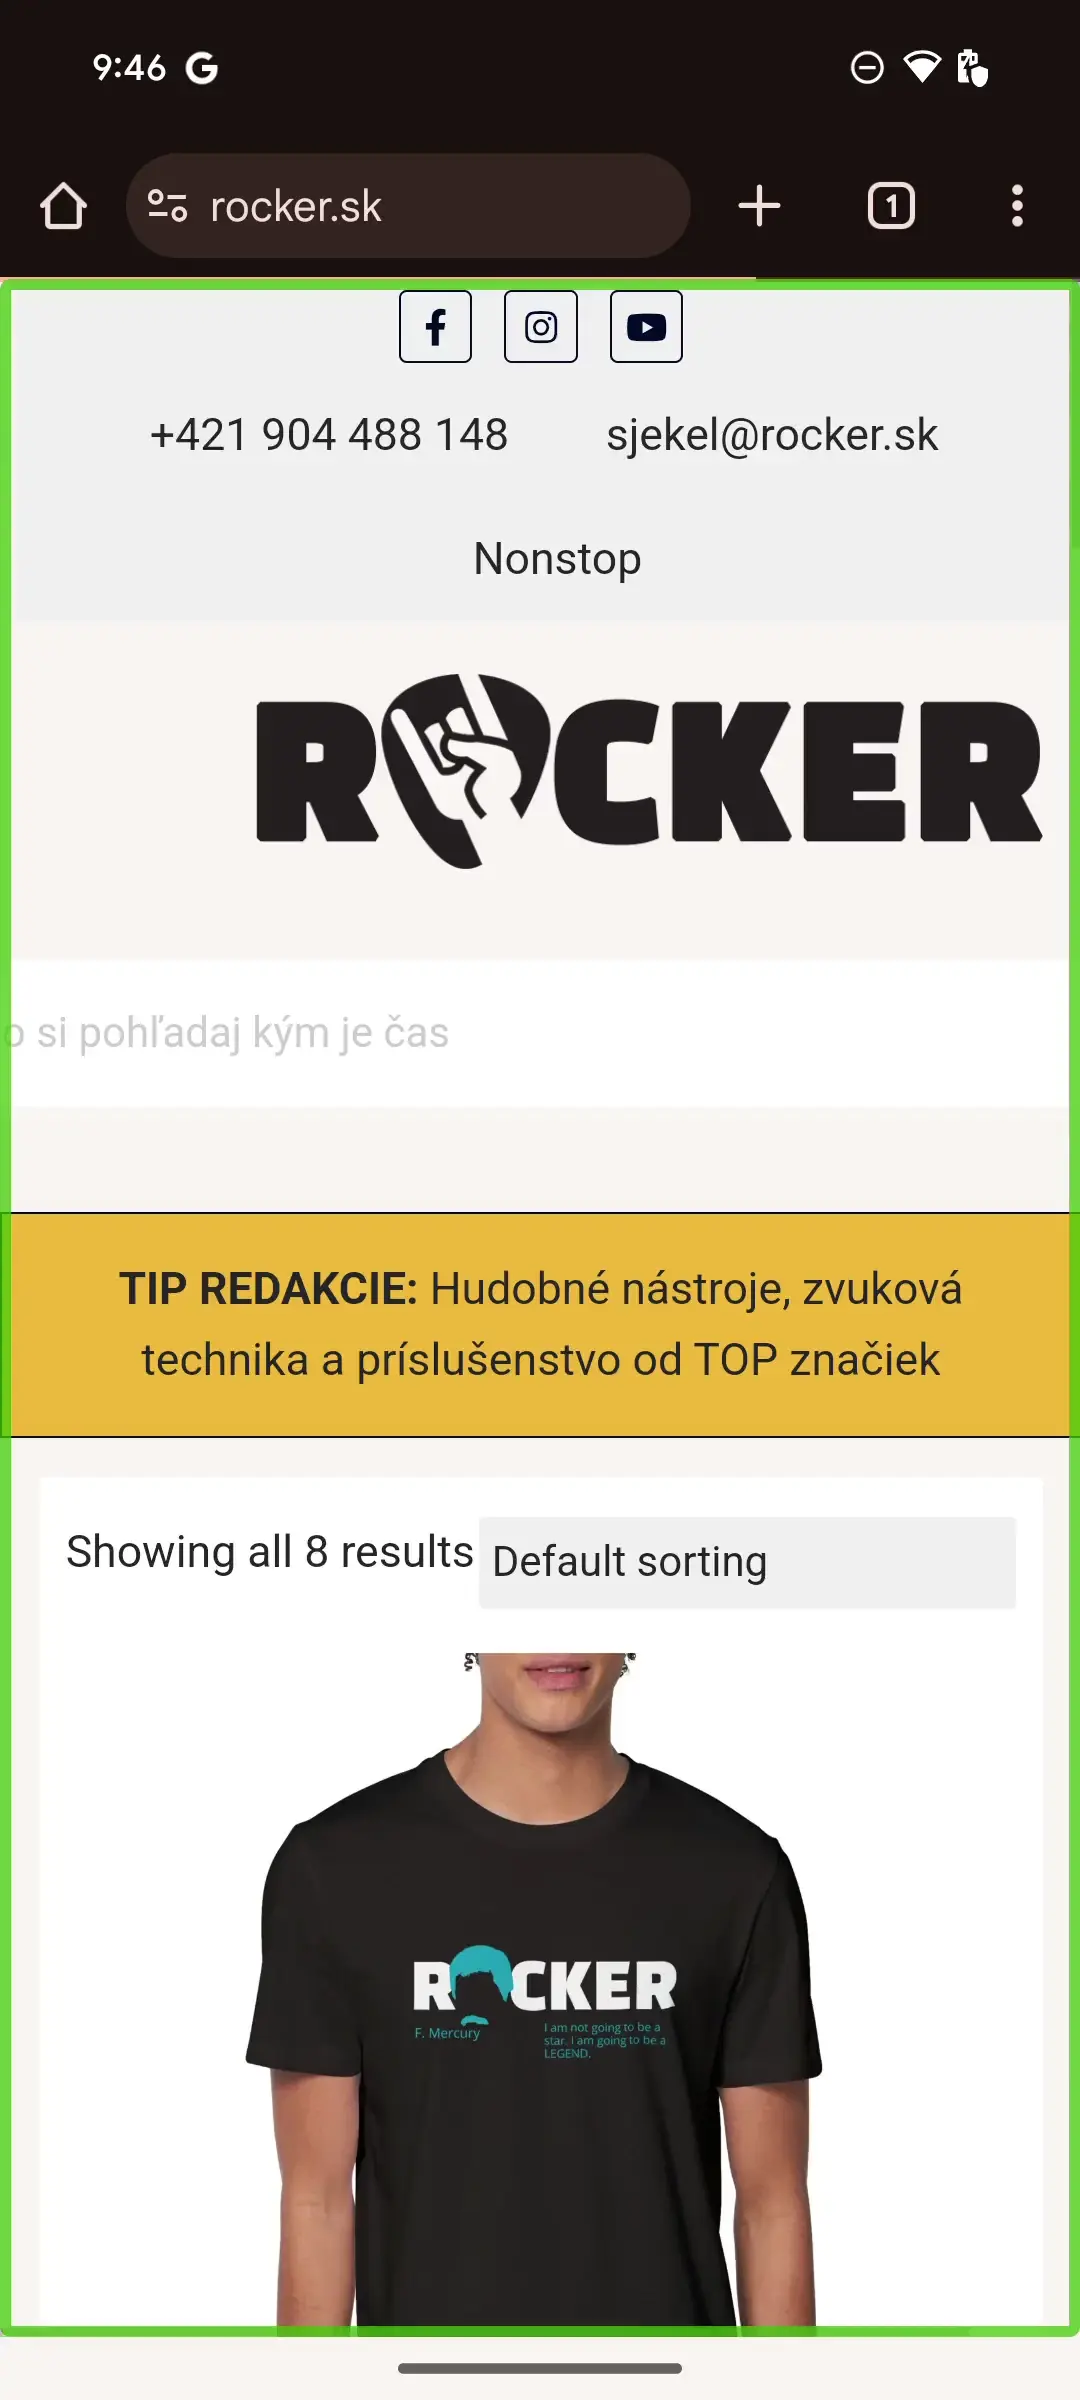 9:46
rocker.sk
1
+421 904 488 148 sjekel@rocker.sk
Nonstop
ROCKER
o si pohľadaj kým je čas
TIP REDAKCIE: Hudobné nástroje, zvuková
technika a príslušenstvo od TOP značiek
Showing all 8 results Default sorting
ROCKER
F. Mercury
I am not going to be a
star. I am going to be a
LEGEND.